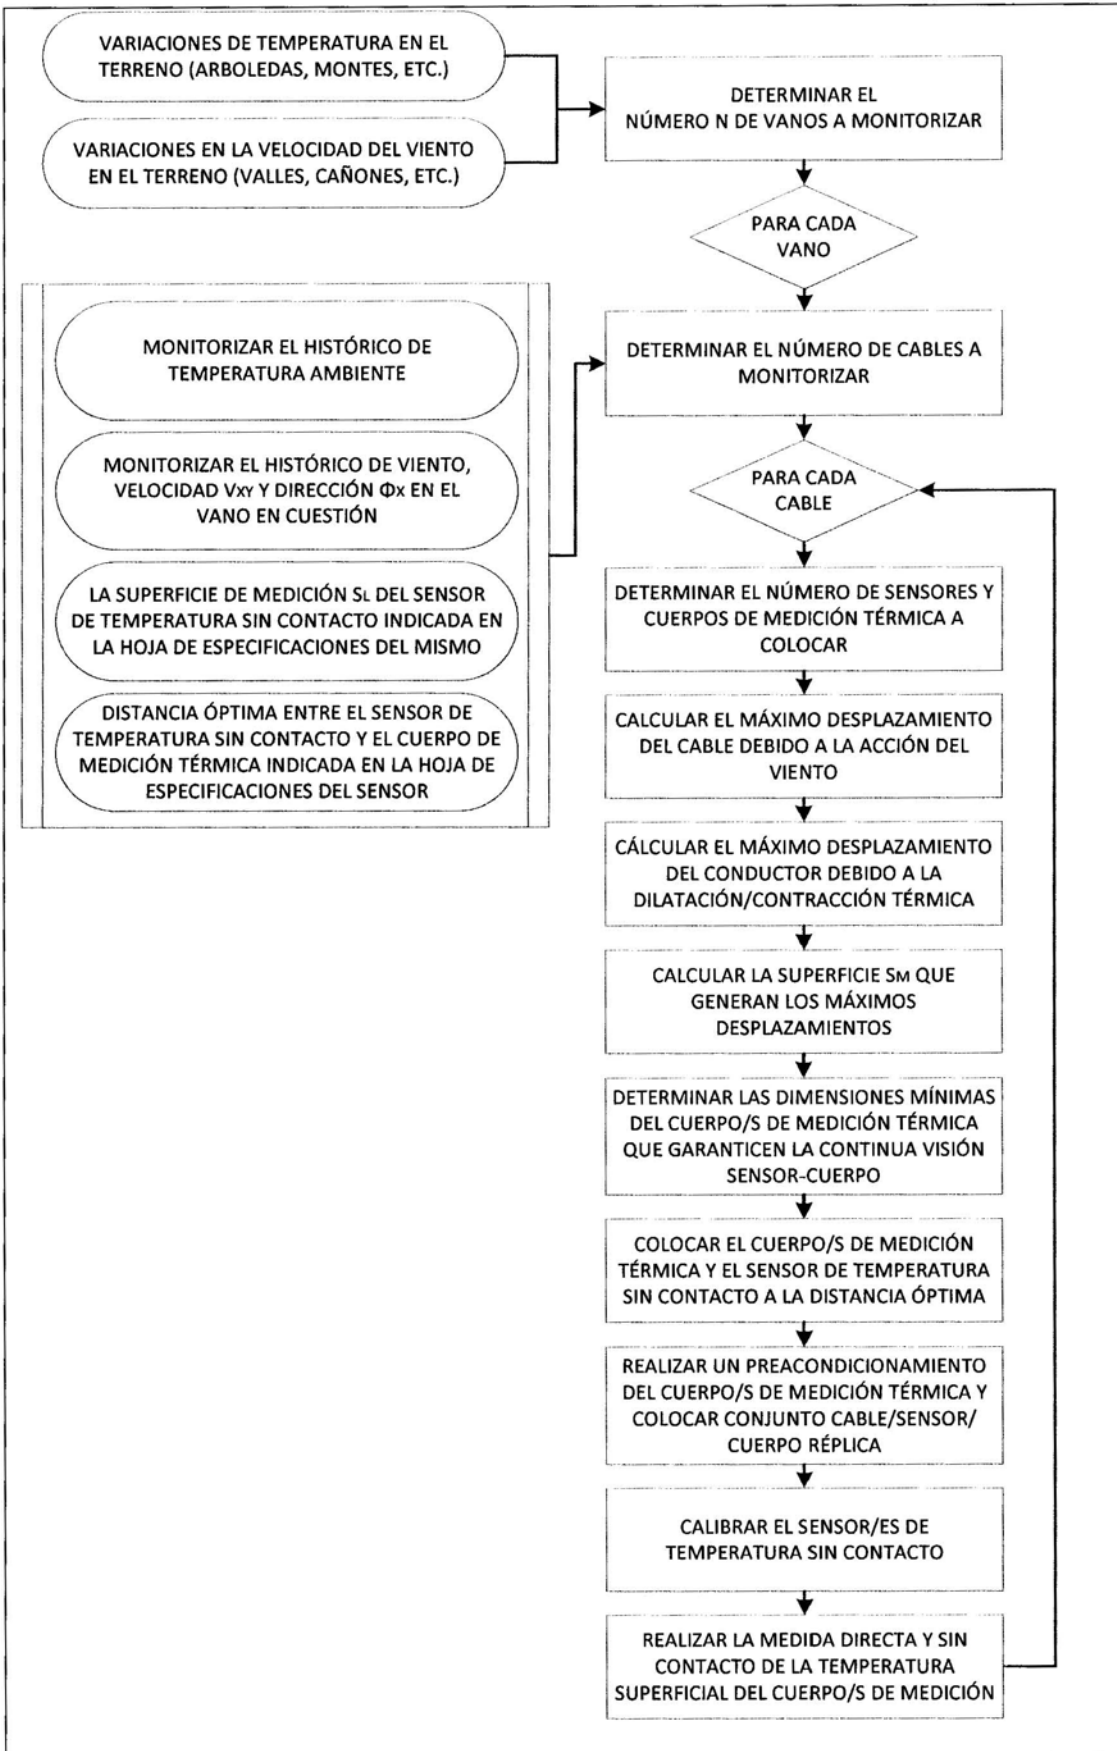 VARIACIONES DE TEMPERATURA EN EL
TERRENO (ARBOLEDAS, MONTES, ETC.)
VARIACIONES EN LA VELOCIDAD DEL VIENTO
EN EL TERRENO (VALLES, CAÑONES, ETC.)
DETERMINAR EL
NÚMERO N DE VANOS A MONITORIZAR
PARA CADA
VANO
MONITORIZAR EL HISTÓRICO DE
TEMPERATURA AMBIENTE
MONITORIZAR EL HISTÓRICO DE VIENTO,
VELOCIDAD VXY Y DIRECCIÓN ΦX EN EL
VANO EN CUESTIÓN
LA SUPERFICIE DE MEDICIÓN SL DEL SENSOR
DE TEMPERATURA SIN CONTACTO INDICADA EN
LA HOJA DE ESPECIFICACIONES DEL MISMO
DISTANCIA ÓPTIMA ENTRE EL SENSOR DE
TEMPERATURA SIN CONTACTO Y EL CUERPO DE
MEDICIÓN TÉRMICA INDICADA EN LA HOJA DE
ESPECIFICACIONES DEL SENSOR
DETERMINAR EL NÚMERO DE CABLES A
MONITORIZAR
PARA CADA
CABLE
DETERMINAR EL NÚMERO DE SENSORES Y
CUERPOS DE MEDICIÓN TÉRMICA A
COLOCAR
CALCULAR EL MÁXIMO DESPLAZAMIENTO
DEL CABLE DEBIDO A LA ACCIÓN DEL
VIENTO
CÁLCULAR EL MÁXIMO DESPLAZAMIENTO
DEL CONDUCTOR DEBIDO A LA
DILATACIÓN/CONTRACCIÓN TÉRMICA
CALCULAR LA SUPERFICIE SM QUE
GENERAN LOS MÁXIMOS
DESPLAZAMIENTOS
DETERMINAR LAS DIMENSIONES MÍNIMAS
DEL CUERPO/S DE MEDICIÓN TÉRMICA
QUE GARANTICEN LA CONTINUA VISIÓN
SENSOR-CUERPO
COLOCAR EL CUERPO/S DE MEDICIÓN
TÉRMICA Y EL SENSOR DE TEMPERATURA
SIN CONTACTO A LA DISTANCIA ÓPTIMA
REALIZAR UN PREACONDICIONAMIENTO
DEL CUERPO/S DE MEDICIÓN TÉRMICA Y
COLOCAR CONJUNTO CABLE/SENSOR/
CUERPO RÉPLICA
CALIBRAR EL SENSOR/ES DE
TEMPERATURA SIN CONTACTO
REALIZAR LA MEDIDA DIRECTA Y SIN
CONTACTO DE LA TEMPERATURA
SUPERFICIAL DEL CUERPO/S DE MEDICIÓN